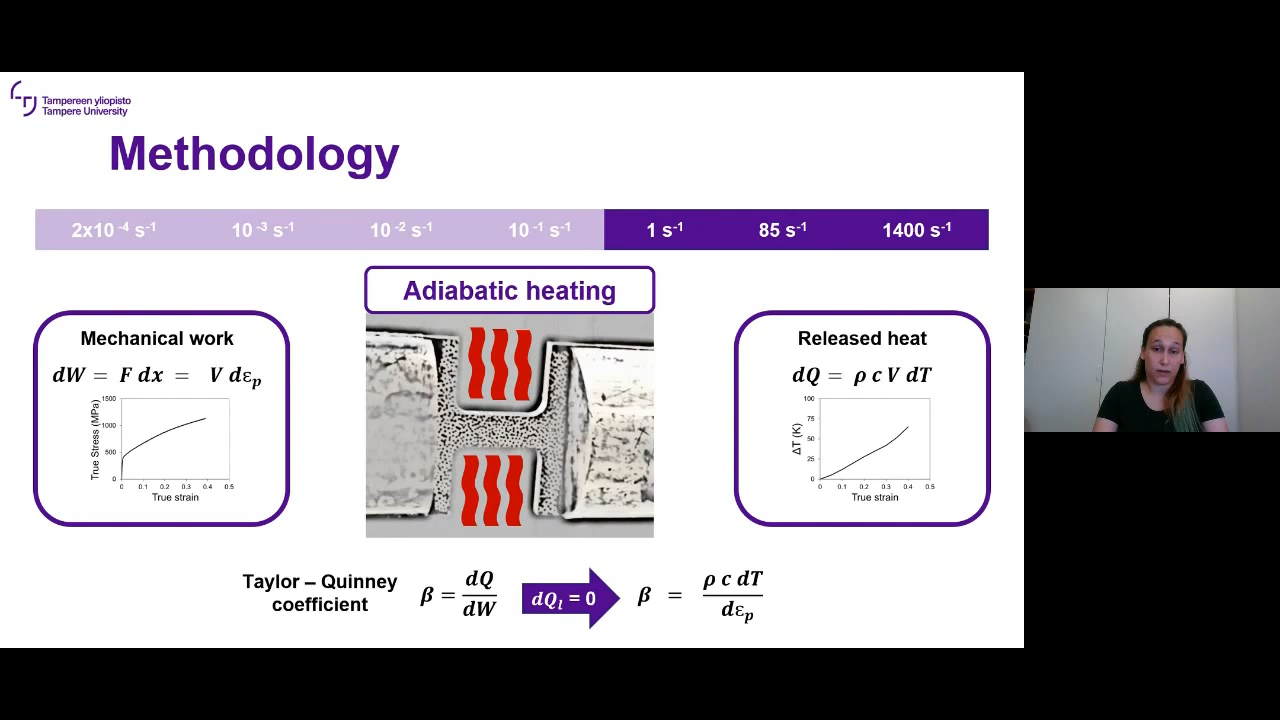 Tampereen yliopisto
Tampere University
Methodology
2x10⁻⁴ s⁻¹ 10⁻³ s⁻¹ 10⁻² s⁻¹ 10⁻¹ s⁻¹ 1 s⁻¹ 85 s⁻¹ 1400 s⁻¹
Adiabatic heating
Mechanical work
dW = F dx = V dεₚ
True Stress (MPa)
1500
1000
500
0
0 0.1 0.2 0.3 0.4 0.5
True strain
Released heat
dQ = ρ c V dT
ΔT (K)
100
75
50
25
0
0 0.1 0.2 0.3 0.4 0.5
True strain
Taylor – Quinney
coefficient
β = dQ / dW
dQₗ = 0
β = ρ c dT / dεₚ